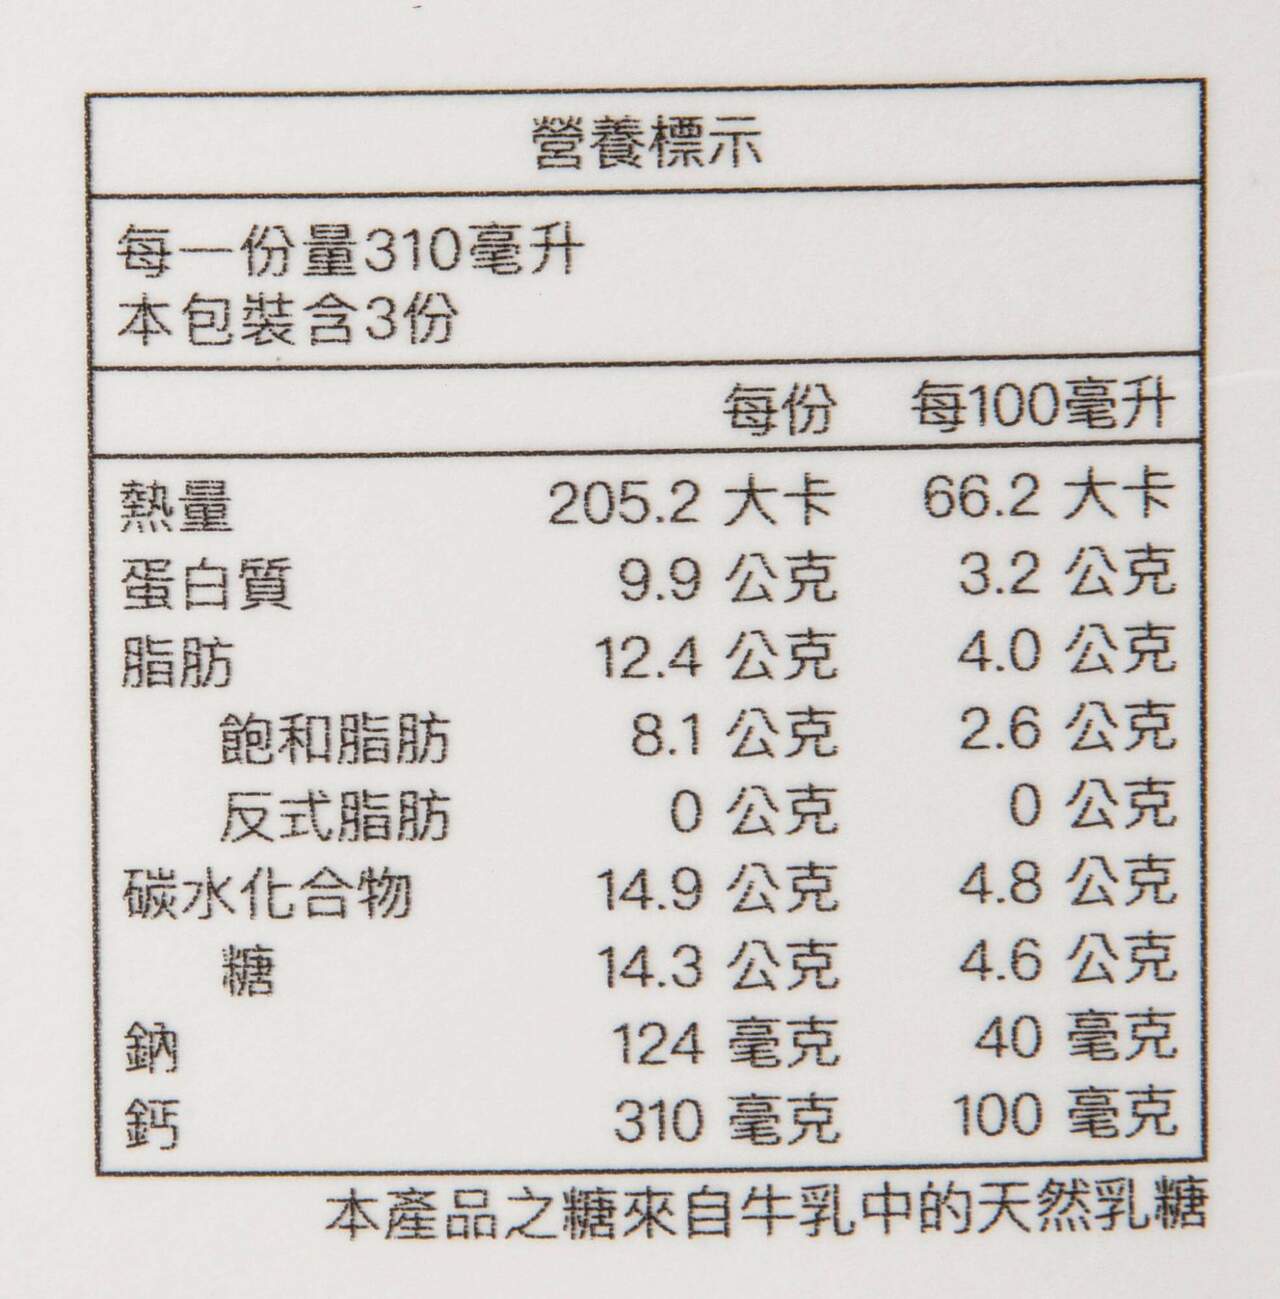 營養標示
每一份量310毫升
本包裝含3份
每份 每100毫升
熱量 205.2 大卡 66.2 大卡
蛋白質 9.9 公克 3.2 公克
脂肪 12.4 公克 4.0 公克
飽和脂肪 8.1 公克 2.6 公克
反式脂肪 0 公克 0 公克
碳水化合物 14.9 公克 4.8 公克
糖 14.3 公克 4.6 公克
鈉 124 毫克 40 毫克
鈣 310 毫克 100 毫克
本產品之糖來自牛乳中的天然乳糖